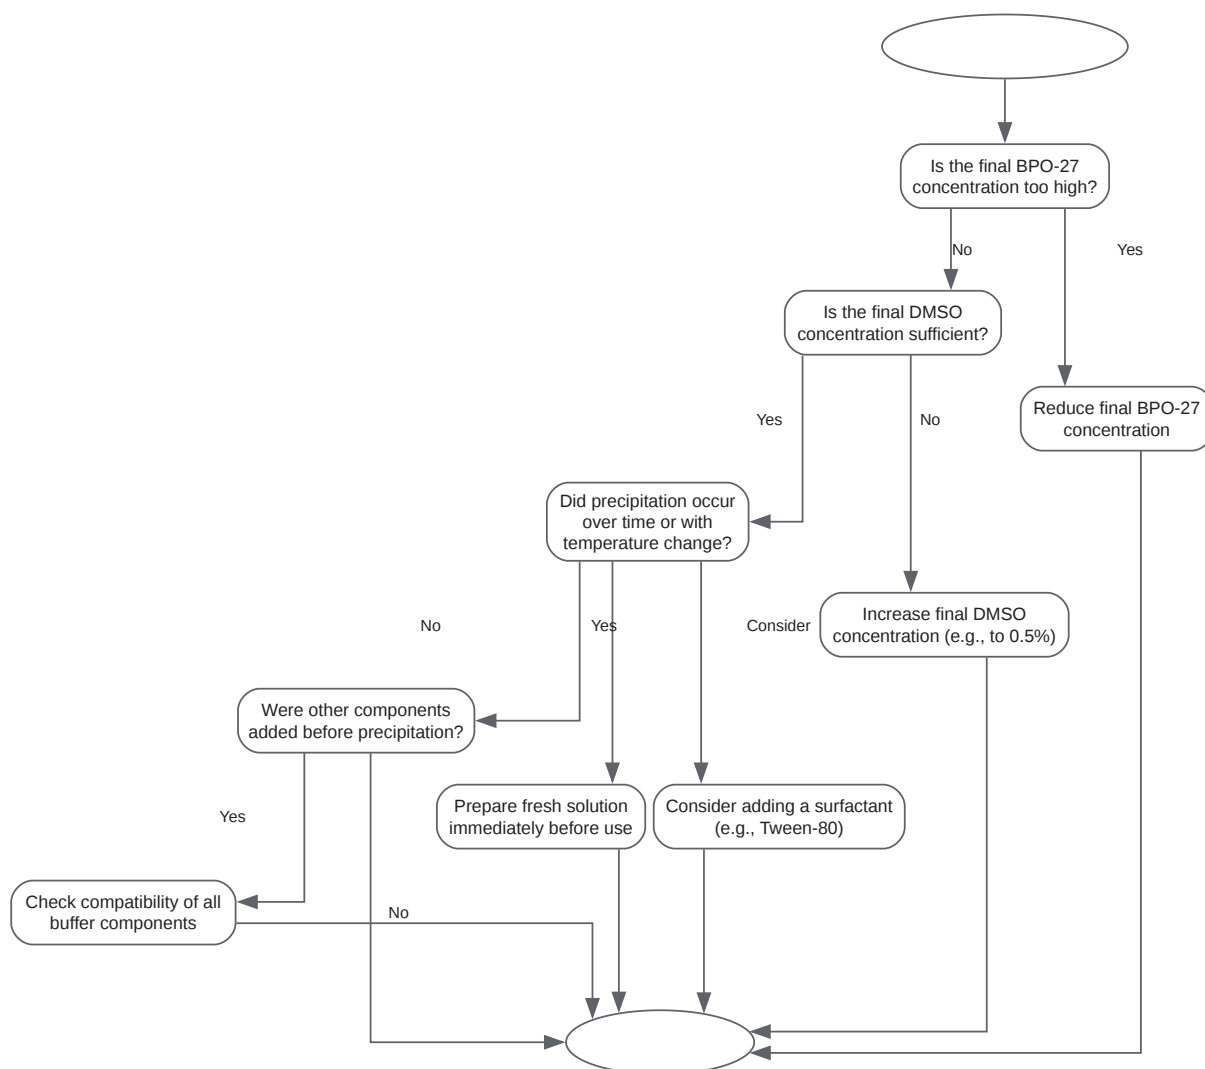 Is the final BPO-27
concentration too high?
No
Yes
Is the final DMSO
concentration sufficient?
Reduce final BPO-27
concentration
Yes
No
Did precipitation occur
over time or with
temperature change?
Increase final DMSO
concentration (e.g., to 0.5%)
No
Yes
Consider
Were other components
added before precipitation?
Prepare fresh solution
immediately before use
Consider adding a surfactant
(e.g., Tween-80)
Yes
Check compatibility of all
buffer components
No